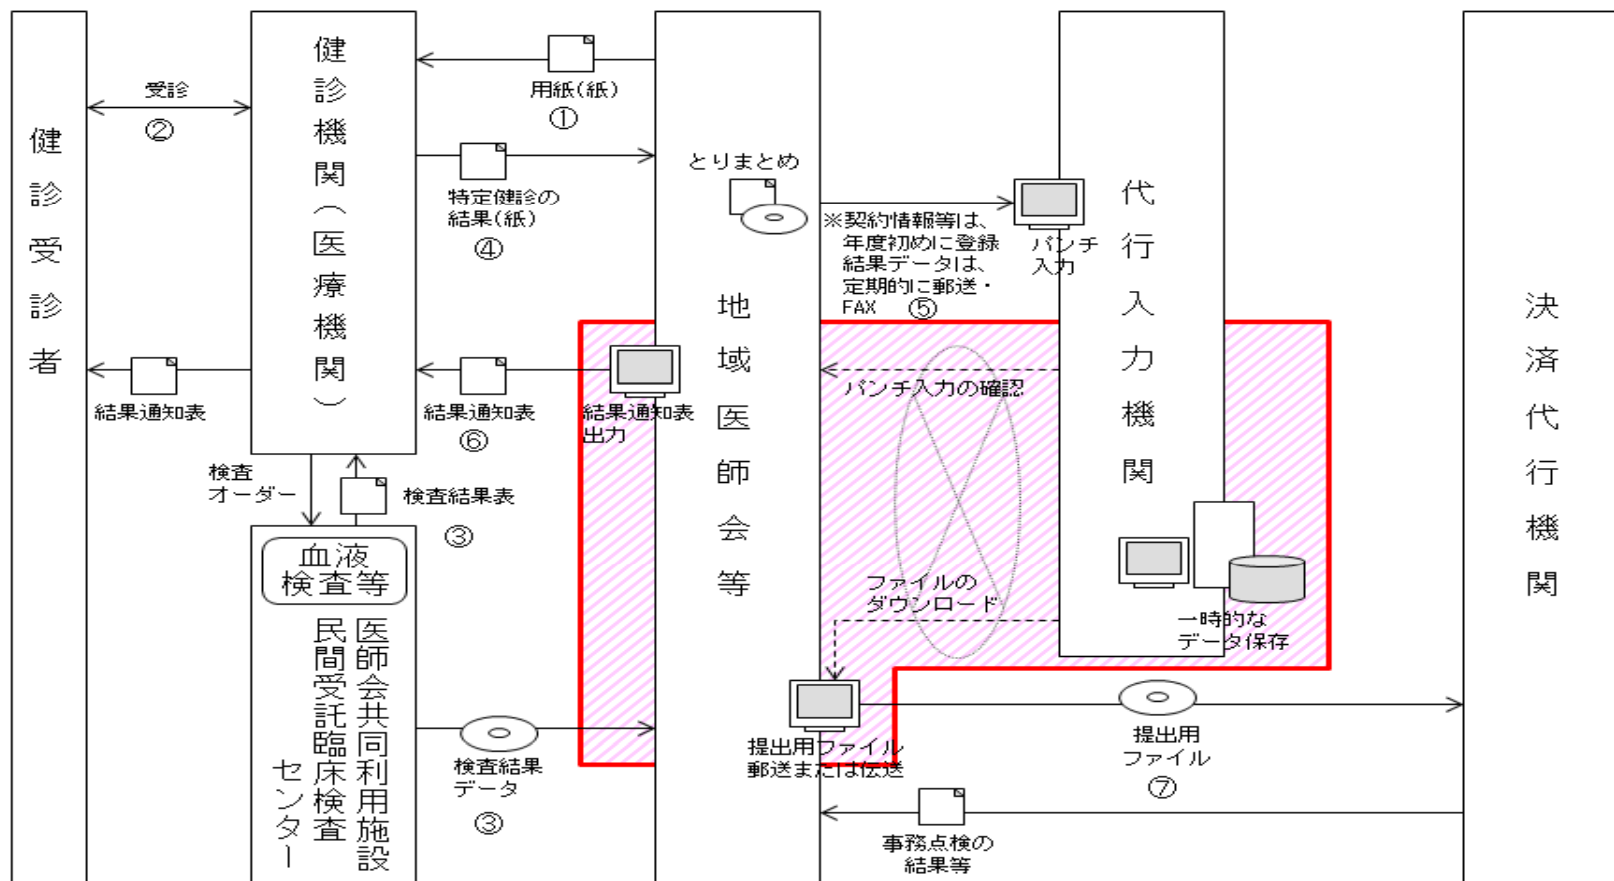 健診受診者
受診
②
健診機関(医療機関)
用紙(紙)
①
特定健診の
結果(紙)
④
とりまとめ
※契約情報等は、
年度初めに登録
結果データは、
定期的に郵送・
FAX ⑤
パンチ
入力
地域医師会等
代行入力機関
決済代行機関
結果通知表
結果通知表
⑥
結果通知表
出力
パンチ入力の確認
検査
オーダー
検査結果表
③
血液
検査等
医師会共同利用施設
民間受託臨床検査
センター
検査結果
データ
③
ファイルの
ダウンロード
一時的な
データ保存
提出用ファイル
郵送または伝送
提出用
ファイル
⑦
事務点検の
結果等